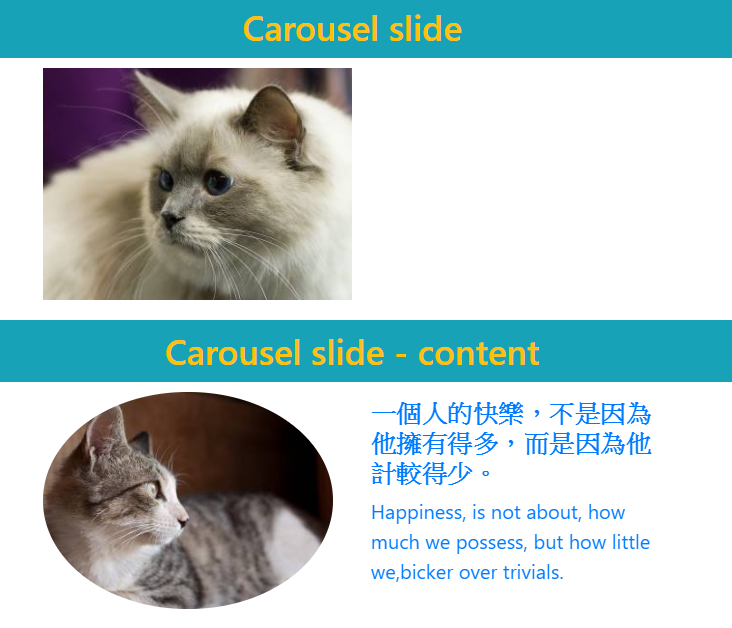 Carousel slide
Carousel slide - content
一個人的快樂，不是因為
他擁有得多，而是因為他
計較得少。
Happiness, is not about, how
much we possess, but how little
we,bicker over trivials.